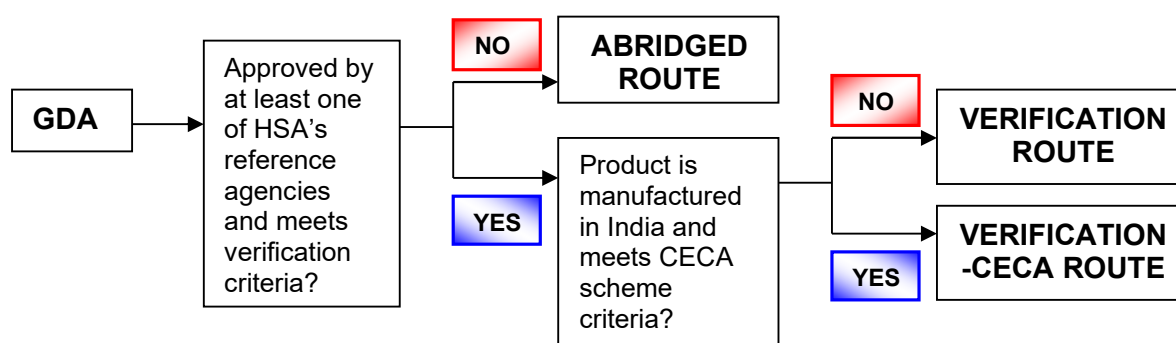 GDA
Approved by
at least one
of HSA's
reference
agencies
and meets
verification
criteria?
NO
ABRIDGED
ROUTE
YES
Product is
manufactured
in India and
meets CECA
scheme
criteria?
NO
VERIFICATION
ROUTE
YES
VERIFICATION
-CECA ROUTE